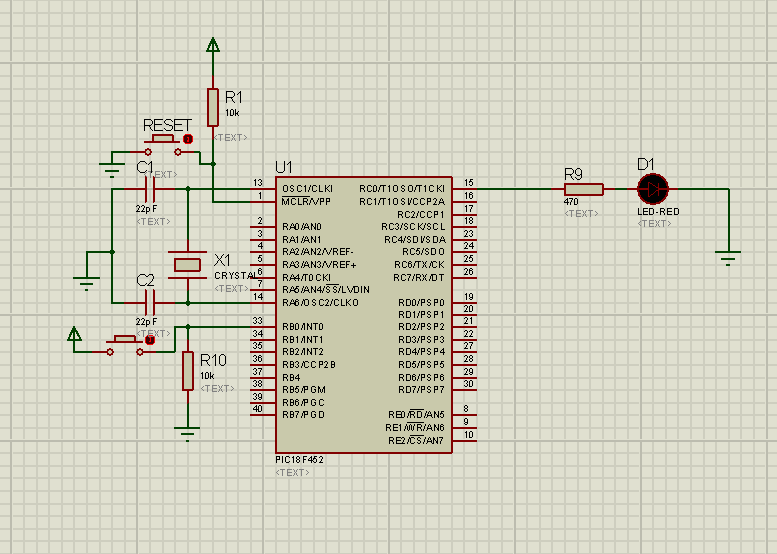 R1
10k
<TEXT>
RESET
<TEXT>
C1
22pF
<TEXT>
X1
CRYSTAL
C2
22pF
<TEXT>
R10
10k
<TEXT>
U1
13 OSC1/CLKI RC0/T1OSO/T1CKI 15
1 MCLR/VPP RC1/T1OSI/CCP2A 16
RC2/CCP1 17
2 RA0/AN0 RC3/SCK/SCL 18
3 RA1/AN1 RC4/SDI/SDA 23
4 RA2/AN2/VREF- RC5/SDO 24
5 RA3/AN3/VREF+ RC6/TX/CK 25
6 RA4/T0CKI RC7/RX/DT 26
7 RA5/AN4/SS/LVDIN
14 RA6/OSC2/CLKO RD0/PSP0 19
RD1/PSP1 20
33 RB0/INT0 RD2/PSP2 21
34 RB1/INT1 RD3/PSP3 22
35 RB2/INT2 RD4/PSP4 27
36 RB3/CCP2B RD5/PSP5 28
37 RB4 RD6/PSP6 29
38 RB5/PGM RD7/PSP7 30
39 RB6/PGC
40 RB7/PGD RE0/RD/AN5 8
RE1/WR/AN6 9
RE2/CS/AN7 10
PIC18F452
<TEXT>
R9
470
<TEXT>
D1
LED-RED
<TEXT>